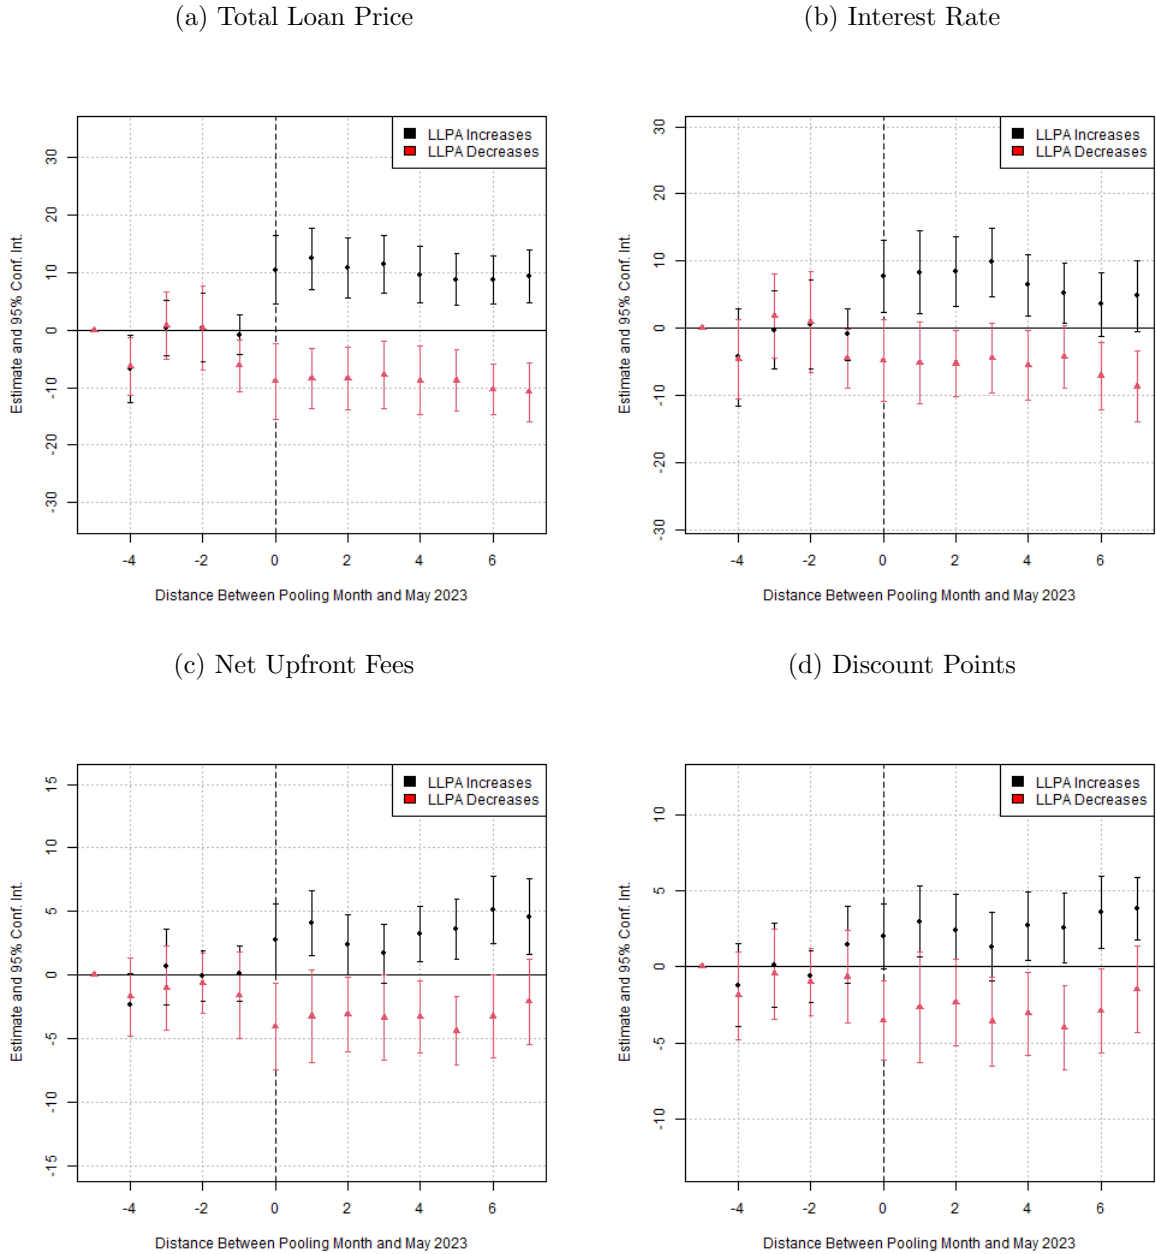 (a) Total Loan Price
LLPA Increases
LLPA Decreases
Estimate and 95% Conf. Int.
30
20
10
0
-10
-20
-30
-4
-2
0
2
4
6
Distance Between Pooling Month and May 2023
(b) Interest Rate
LLPA Increases
LLPA Decreases
Estimate and 95% Conf. Int.
30
20
10
0
-10
-20
-30
-4
-2
0
2
4
6
Distance Between Pooling Month and May 2023
(c) Net Upfront Fees
LLPA Increases
LLPA Decreases
Estimate and 95% Conf. Int.
15
10
5
0
-5
-10
-15
-4
-2
0
2
4
6
Distance Between Pooling Month and May 2023
(d) Discount Points
LLPA Increases
LLPA Decreases
Estimate and 95% Conf. Int.
10
5
0
-5
-10
-4
-2
0
2
4
6
Distance Between Pooling Month and May 2023